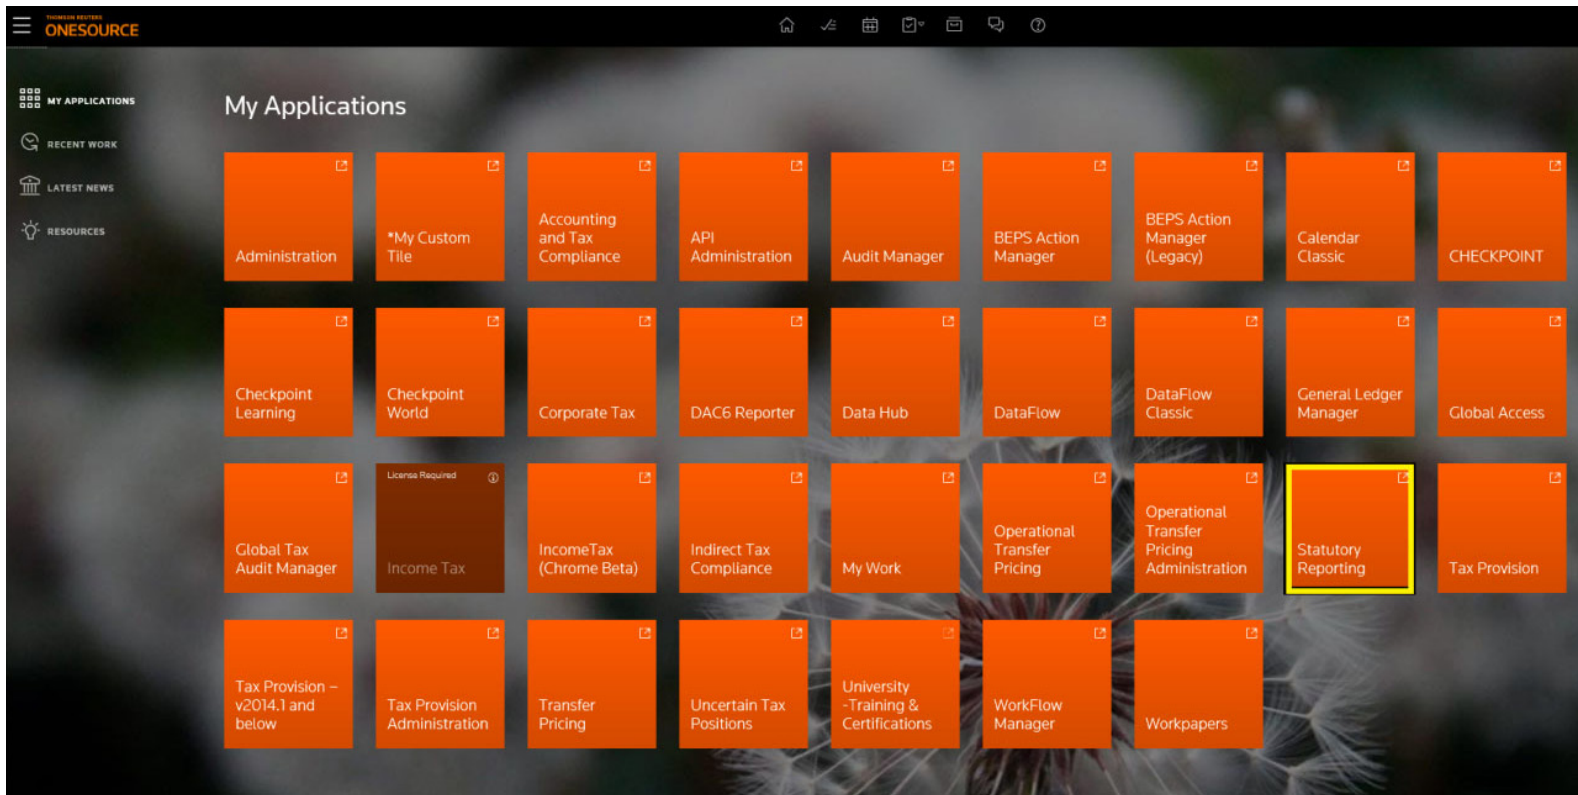 THOMSON REUTERS
ONESOURCE
MY APPLICATIONS
RECENT WORK
LATEST NEWS
RESOURCES
My Applications
Administration
*My Custom
Tile
Accounting
and Tax
Compliance
API
Administration
Audit Manager
BEPS Action
Manager
BEPS Action
Manager
(Legacy)
Calendar
Classic
CHECKPOINT
Checkpoint
Learning
Checkpoint
World
Corporate Tax
DAC6 Reporter
Data Hub
DataFlow
DataFlow
Classic
General Ledger
Manager
Global Access
Global Tax
Audit Manager
License Required
Income Tax
IncomeTax
(Chrome Beta)
Indirect Tax
Compliance
My Work
Operational
Transfer
Pricing
Operational
Transfer
Pricing
Administration
Statutory
Reporting
Tax Provision
Tax Provision –
v2014.1 and
below
Tax Provision
Administration
Transfer
Pricing
Uncertain Tax
Positions
University
-Training &
Certifications
WorkFlow
Manager
Workpapers